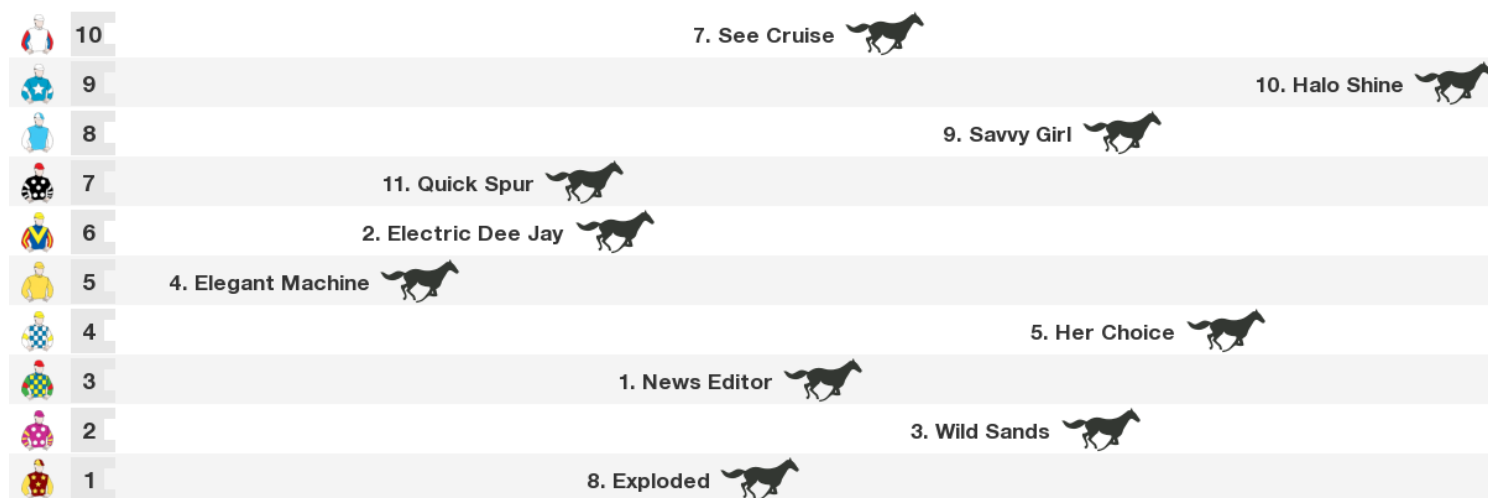 10 7. See Cruise
9 10. Halo Shine
8 9. Savvy Girl
7 11. Quick Spur
6 2. Electric Dee Jay
5 4. Elegant Machine
4 5. Her Choice
3 1. News Editor
2 3. Wild Sands
1 8. Exploded